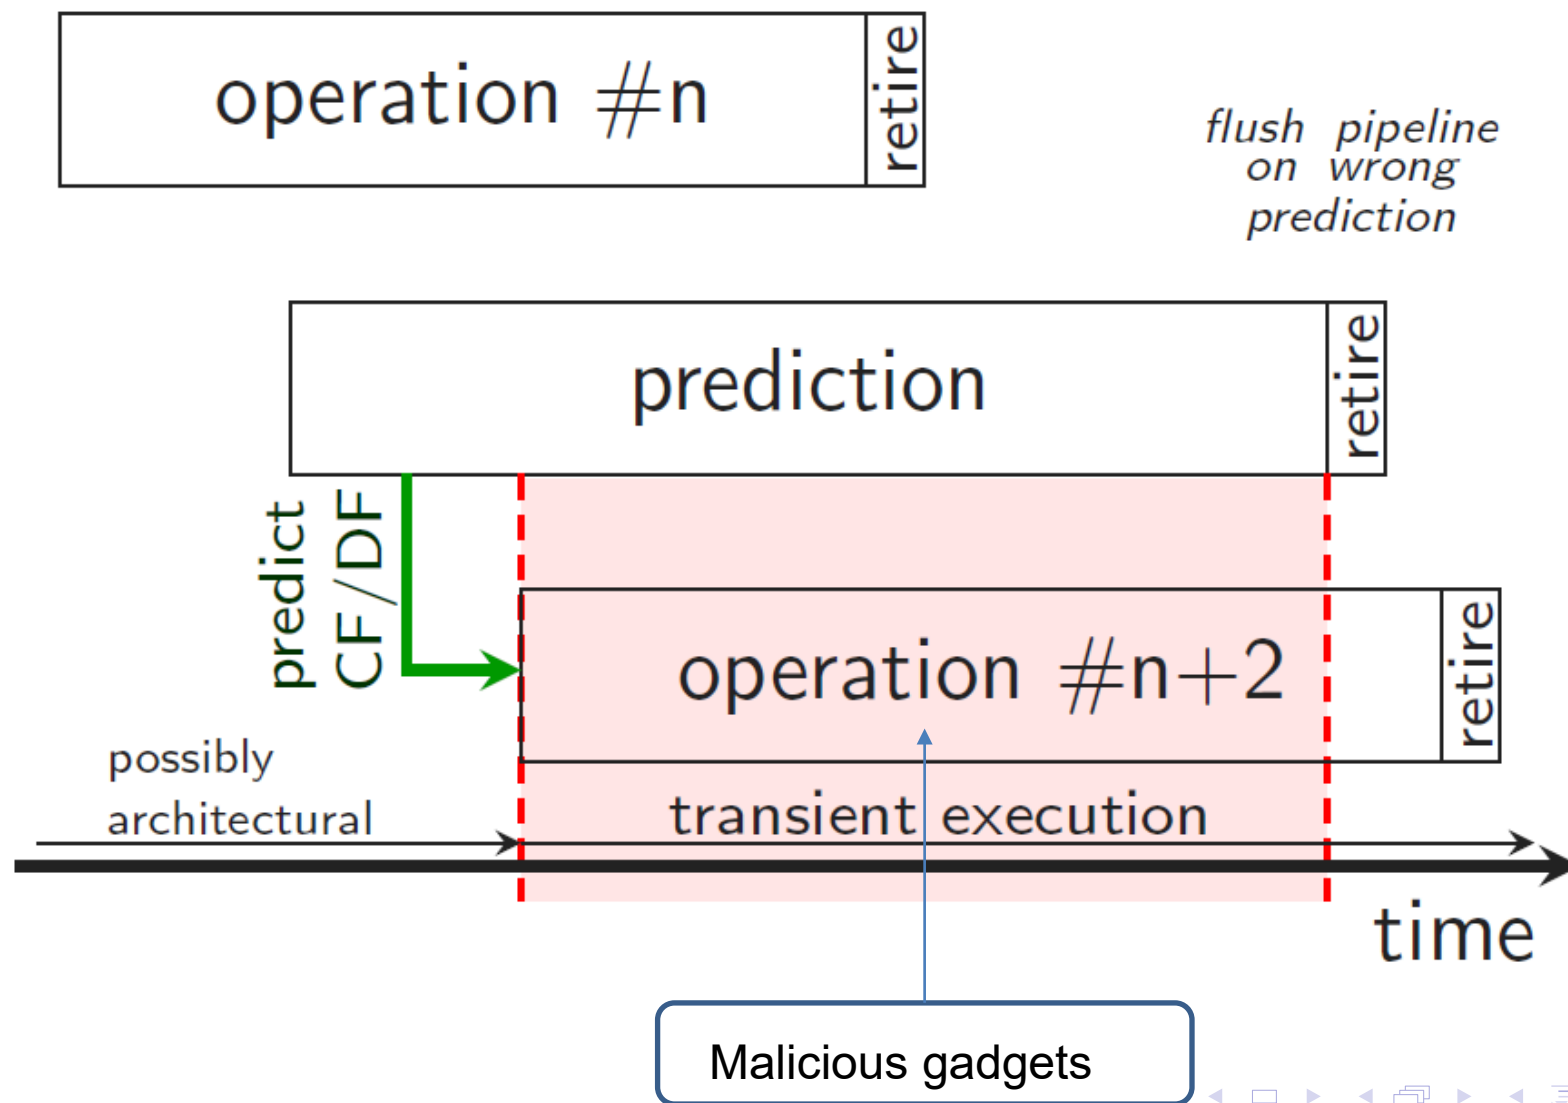 operation #n
retire
flush pipeline
on wrong
prediction
prediction
retire
predict
CF/DF
operation #n+2
retire
possibly
architectural
transient execution
time
Malicious gadgets